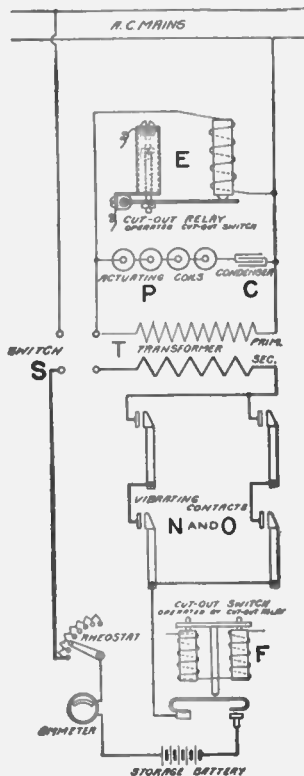 A.C. MAINS
E
CUT-OUT RELAY
OPERATED CUT-OUT SWITCH
ACTUATING COILS
CONDENSER
P
C
SWITCH
S
T
TRANSFORMER
PRIM.
SEC.
VIBRATING CONTACTS
N AND O
CUT-OUT SWITCH
OPERATED BY CUT-OUT RELAY
F
RHEOSTAT
AMMETER
STORAGE BATTERY